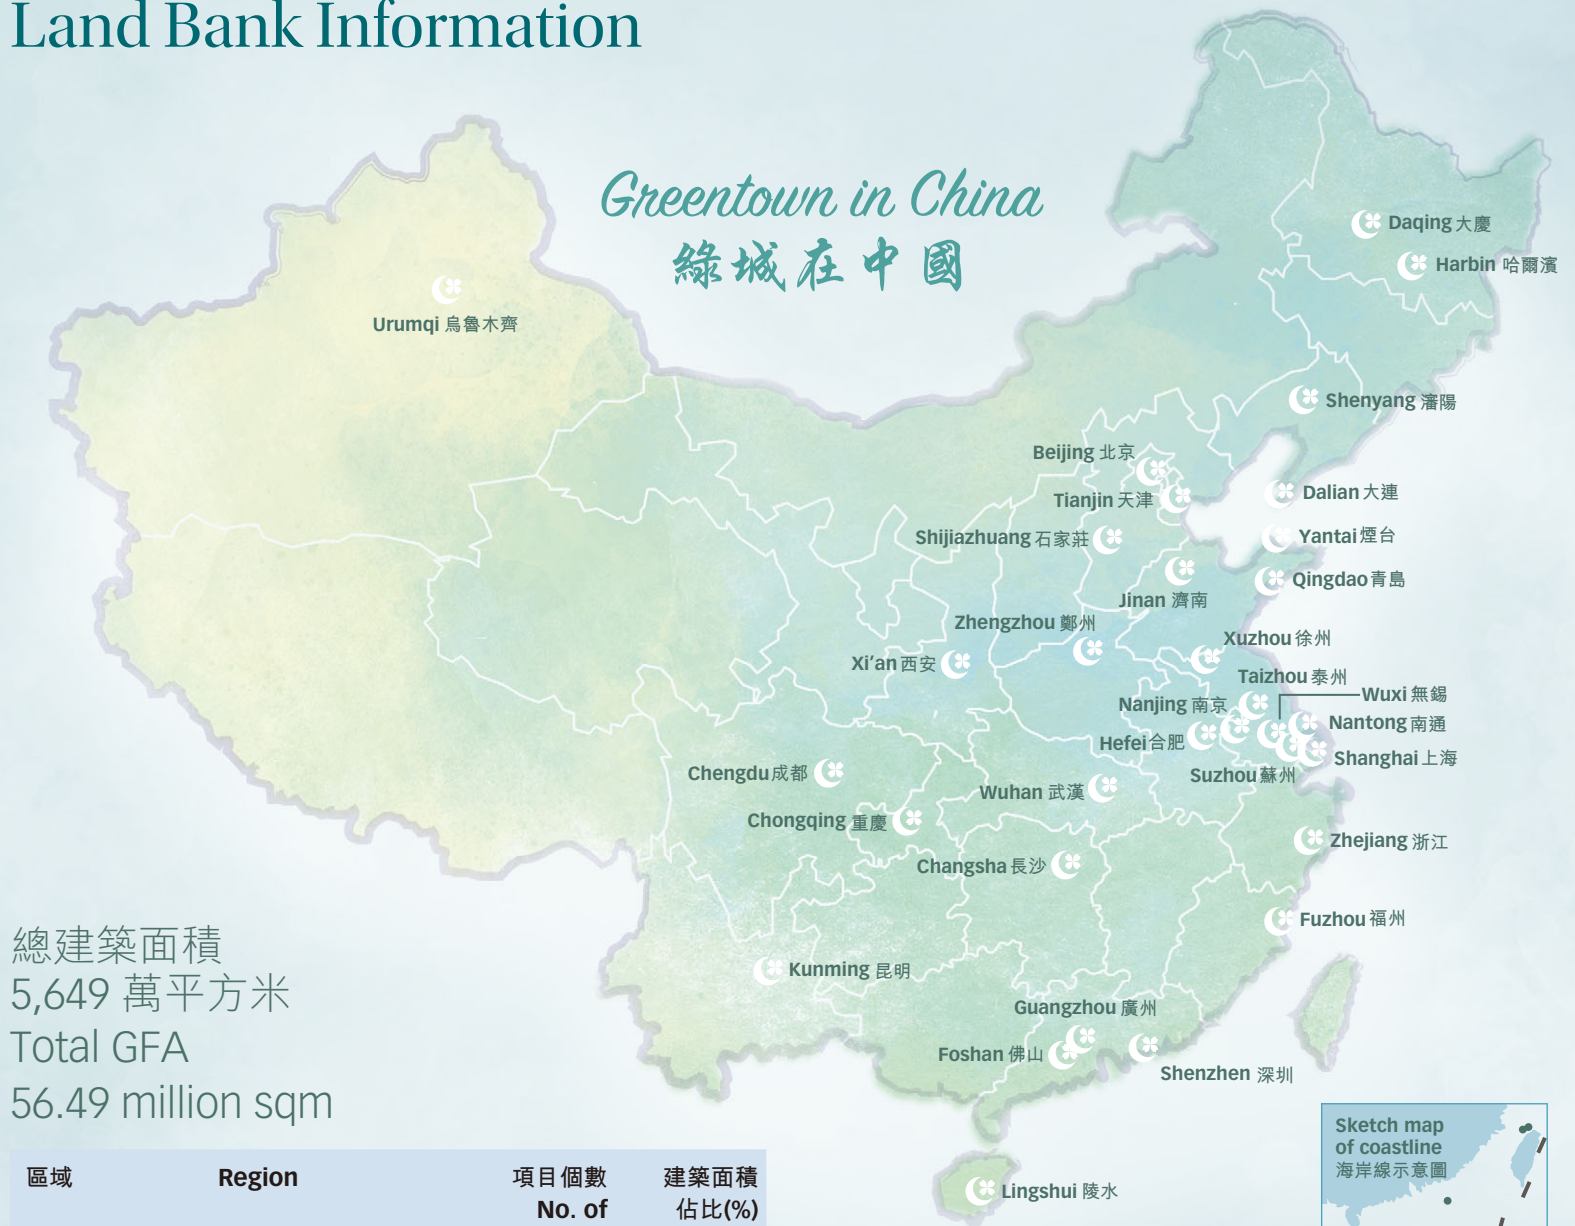 Land Bank Information
Greentown in China
綠城在中國
Daqing 大慶
Harbin 哈爾濱
Urumqi 烏魯木齊
Shenyang 瀋陽
Beijing 北京
Dalian 大連
Tianjin 天津
Yantai 煙台
Shijiazhuang 石家莊
Qingdao 青島
Jinan 濟南
Zhengzhou 鄭州
Xuzhou 徐州
Xi'an 西安
Taizhou 泰州
Wuxi 無錫
Nanjing 南京
Nantong 南通
Hefei 合肥
Shanghai 上海
Suzhou 蘇州
Chengdu 成都
Wuhan 武漢
Chongqing 重慶
Zhejiang 浙江
Changsha 長沙
Fuzhou 福州
Kunming 昆明
Guangzhou 廣州
Foshan 佛山
Shenzhen 深圳
Lingshui 陵水
總建築面積
5,649 萬平方米
Total GFA
56.49 million sqm
區域 Region 項目個數 建築面積
No. of 佔比(%)
Sketch map
of coastline
海岸線示意圖